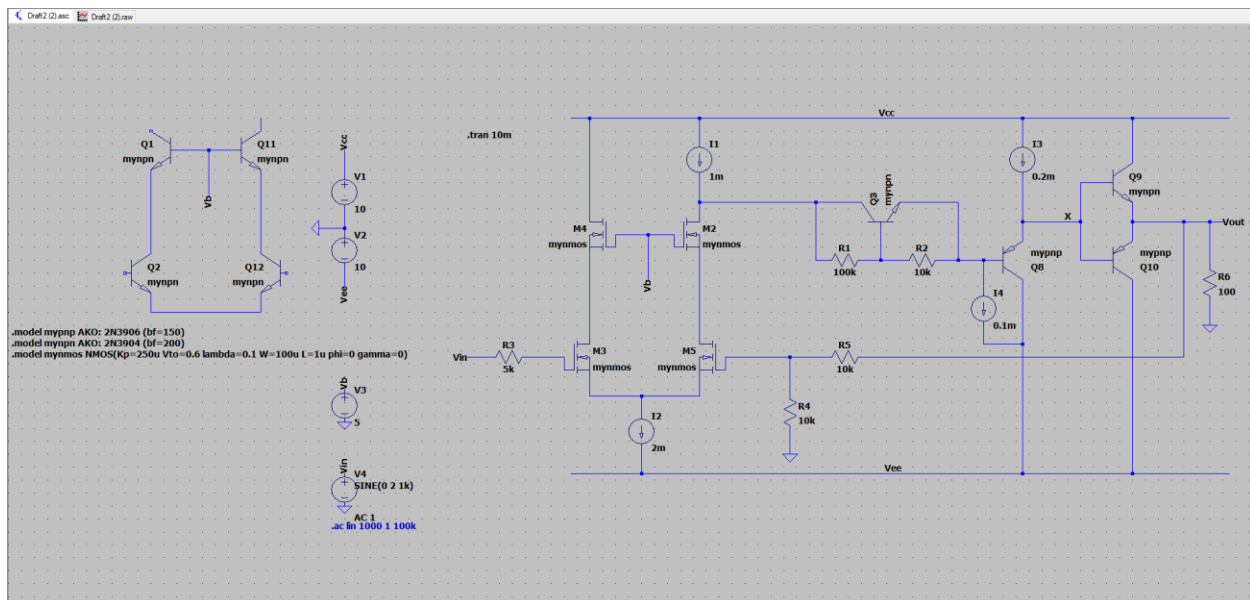 Draft2 (2).asc
Draft2 (2).raw
Vcc
.tran 10m
Q1
mynpn
Q11
mynpn
Vb
Vcc
V1
10
V2
10
Vee
Q2
mynpn
Q12
mynpn
I1
1m
I3
0.2m
Q9
mynpn
Q3
mynpn
M4
mynmos
M2
mynmos
Vb
X
Vout
R1
100k
R2
10k
mypnp
Q8
mypnp
Q10
I4
0.1m
R6
100
.model mypnp AKO: 2N3906 (bf=150)
.model mynpn AKO: 2N3904 (bf=200)
.model mynmos NMOS(Kp=250u Vto=0.6 lambda=0.1 W=100u L=1u phi=0 gamma=0)
Vin
R3
5k
M3
mynmos
M5
mynmos
R5
10k
R4
10k
I2
2m
Vee
Vb
V3
5
Vin
V4
SINE(0 2 1k)
AC 1
.ac lin 1000 1 100k